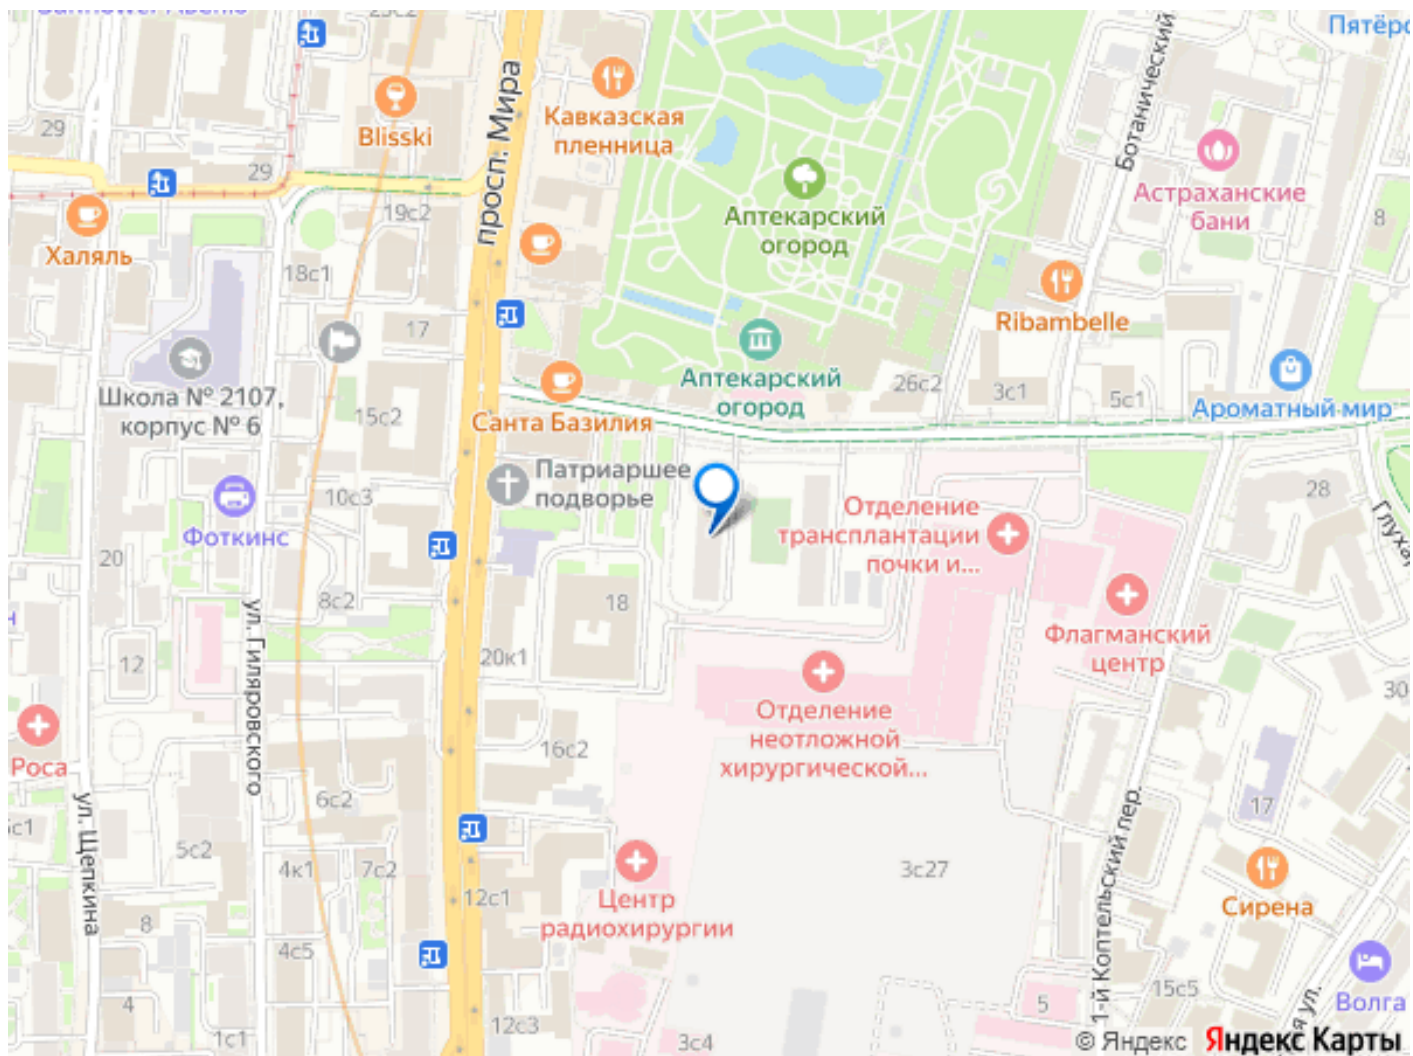 23с2
Пятёрс
просп. Мира
Ботанический
Кавказская
пленница
Blisski
29
29
Астраханские
бани
Аптекарский
огород
19с2
8
Халяль
18с1
Ribambelle
17
Аптекарский
огород
26с2
3с1
5с1
Школа № 2107,
корпус № 6
15с2
Санта Базилия
Ароматный мир
Патриаршее
подворье
10с3
28
Отделение
трансплантации
почки и...
Глухар
Фоткинс
20
8с2
18
Флагманский
центр
ул. Гиляровского
12
20к1
30
Отделение
неотложной
хирургической...
16с2
Роса
6с2
17
ул. Щепкина
1-й Коптельский пер.
5с2
4к1
7с2
3с27
12с1
Центр
радиохирургии
Сирена
8
4с5
15с5
Волга
4
5
я ул.
12с3
1с1
3с4
© Яндекс Яндекс Карты